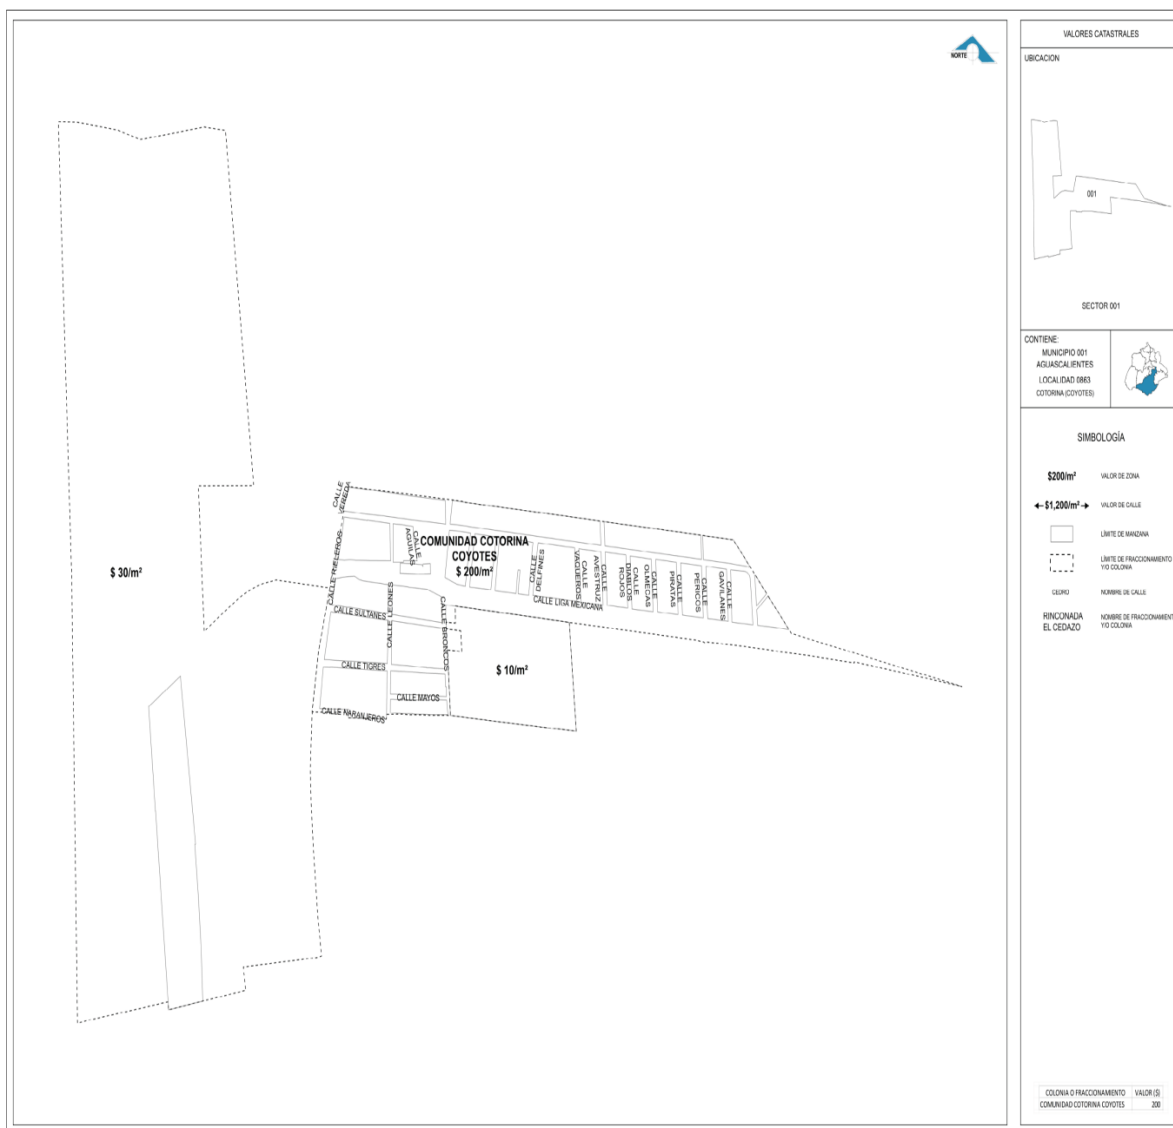 NORTE
$ 30/m²
CALLE
VEREDA
CALLE RIELEROS
CALLE
AGUILAS
COMUNIDAD COTORINA
COYOTES
$ 200/m²
CALLE
DELFINES
CALLE
VAQUEROS
CALLE
AVESTRUZ
CALLE
DIABLOS
ROJOS
CALLE
OLMECAS
CALLE
PIRATAS
CALLE
PERICOS
CALLE
GAVILANES
CALLE LIGA MEXICANA
CALLE SULTANES
CALLE LEONES
CALLE BRONCOS
CALLE TIGRES
CALLE MAYOS
CALLE NARANJEROS
$ 10/m²
VALORES CATASTRALES
UBICACION
001
SECTOR 001
CONTIENE:
MUNICIPIO 001
AGUASCALIENTES
LOCALIDAD 0863
COTORINA (COYOTES)
SIMBOLOGÍA
$200/m² VALOR DE ZONA
$1,200/m² VALOR DE CALLE
LÍMITE DE MANZANA
LÍMITE DE FRACCIONAMIENTO
Y/O COLONIA
CEDRO NOMBRE DE CALLE
RINCONADA
EL CEDAZO
NOMBRE DE FRACCIONAMIENT
Y/O COLONIA
COLONIA O FRACCIONAMIENTO VALOR ($)
COMUNIDAD COTORINA COYOTES 200